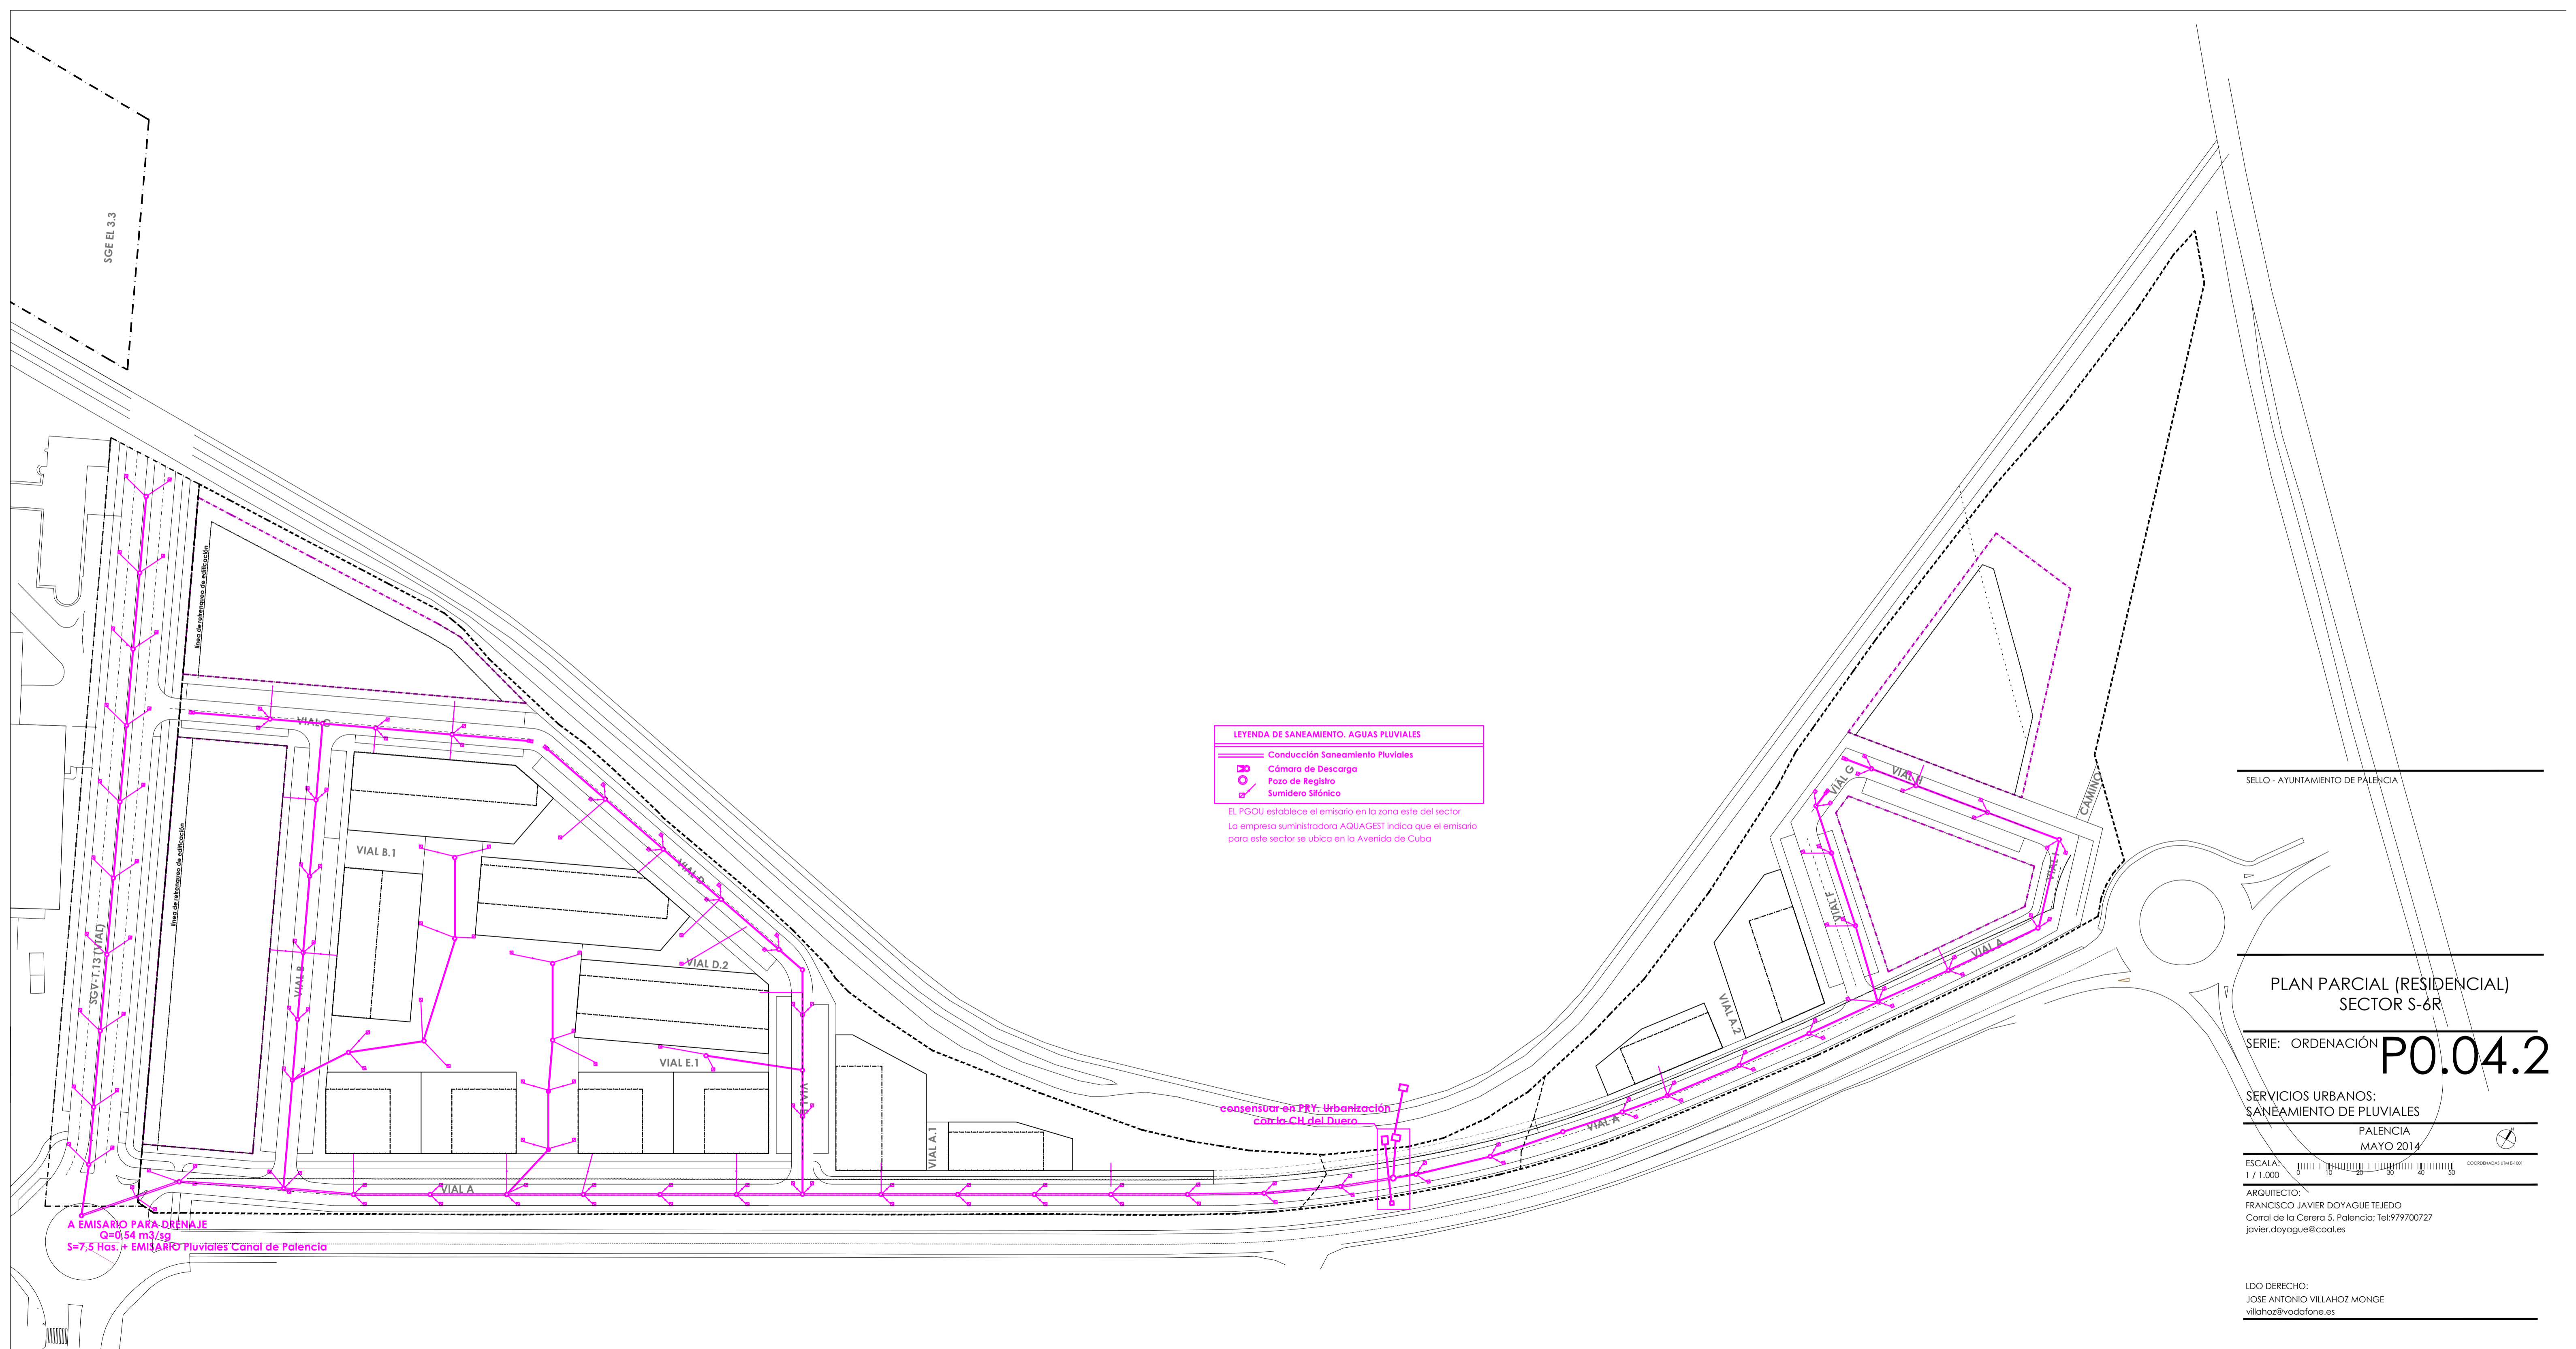 SGE EL 3.3
línea de retranqueo de edificación
VIAL C
línea de retranqueo de edificación
SGV-T.13 (VIAL)
VIAL B
VIAL B.1
VIAL D
VIAL D.2
VIAL E.1
VIAL A
VIAL A.1
A EMISARIO PARA DRENAJE
Q=0,54 m3/sg
S=7,5 Has. + EMISARIO Pluviales Canal de Palencia
LEYENDA DE SANEAMIENTO. AGUAS PLUVIALES
Conducción Saneamiento Pluviales
Cámara de Descarga
Pozo de Registro
Sumidero Sifónico
EL PGOU establece el emisario en la zona este del sector
La empresa suministradora AQUAGEST indica que el emisario
para este sector se ubica en la Avenida de Cuba
consensuar en PRY. Urbanización
con la CH del Duero
VIAL A
VIAL A.2
VIAL F
VIAL G
VIAL H
VIAL I
VIAL A
CAMINO
SELLO - AYUNTAMIENTO DE PALENCIA
PLAN PARCIAL (RESIDENCIAL)
SECTOR S-6R
SERIE: ORDENACIÓN
P0.04.2
SERVICIOS URBANOS:
SANEAMIENTO DE PLUVIALES
PALENCIA
MAYO 2014
ESCALA:
1 / 1.000
0 10 20 30 40 50
ARQUITECTO:
FRANCISCO JAVIER DOYAGUE TEJEDO
Corral de la Cerera 5, Palencia; Tel:979700727
javier.doyague@coal.es
LDO DERECHO:
JOSE ANTONIO VILLAHOZ MONGE
villahoz@vodafone.es